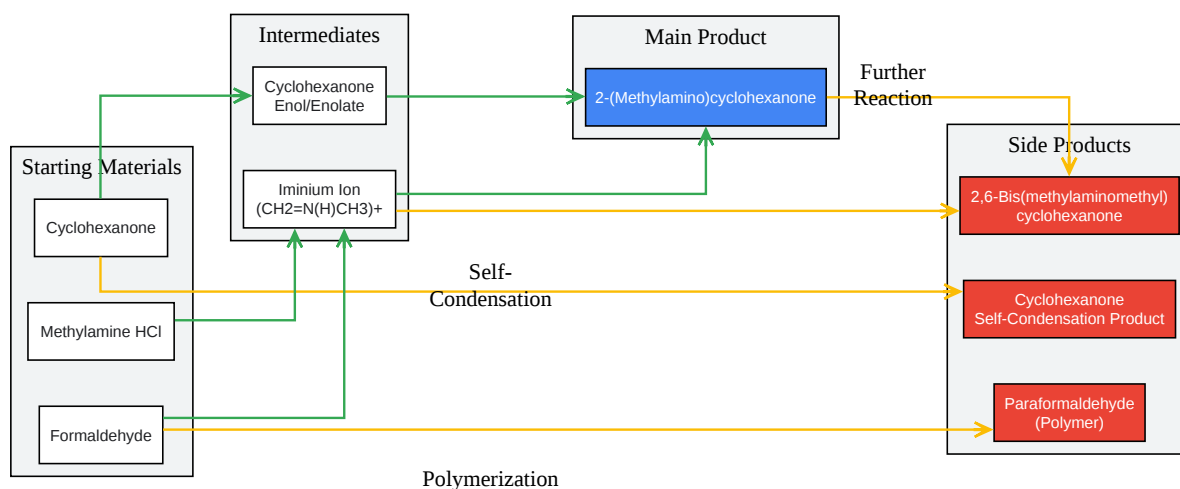 Starting Materials
Cyclohexanone
Methylamine HCl
Formaldehyde
Intermediates
Cyclohexanone
Enol/Enolate
Iminium Ion
(CH2=N(H)CH3)+
Main Product
2-(Methylamino)cyclohexanone
Further
Reaction
Self-
Condensation
Polymerization
Side Products
2,6-Bis(methylaminomethyl)
cyclohexanone
Cyclohexanone
Self-Condensation Product
Paraformaldehyde
(Polymer)